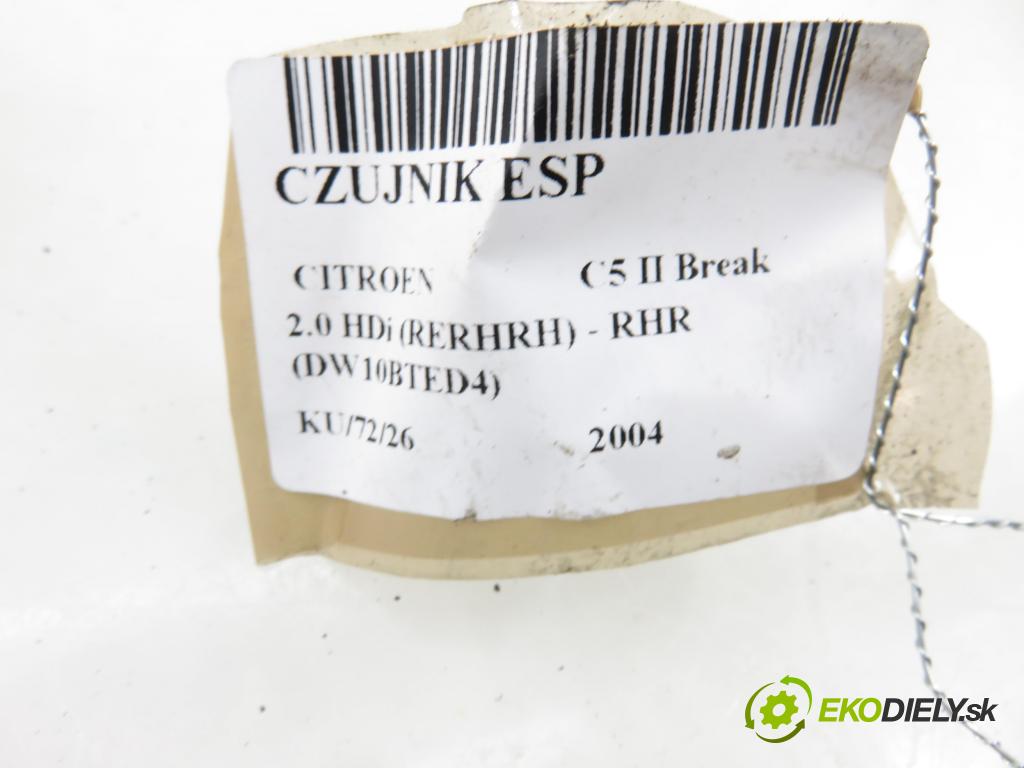 CZUJNIK ESP
CITROEN C5 II Break
2.0 HDi (RERHRH) - RHR
(DW10BTED4)
KU/72/26 2004
EKODIELY.sk